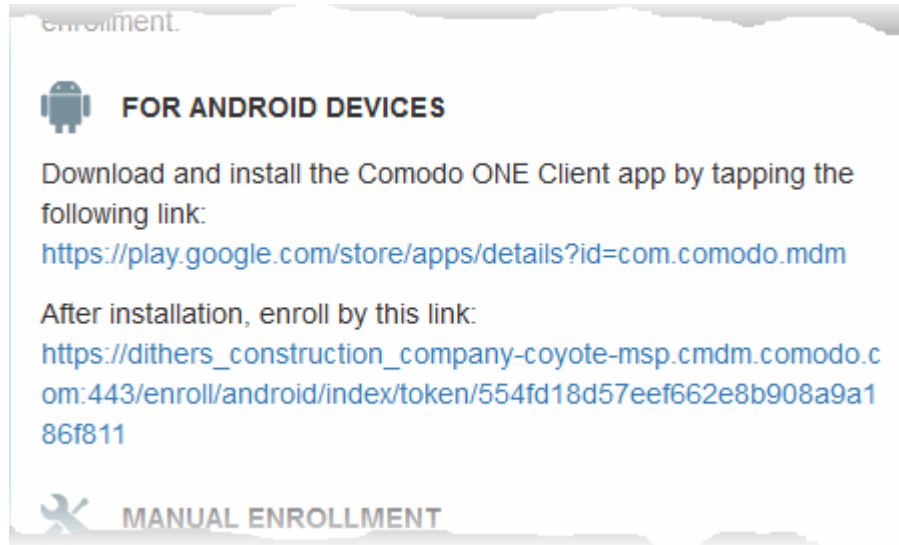 enrollment.
FOR ANDROID DEVICES
Download and install the Comodo ONE Client app by tapping the
following link:
https://play.google.com/store/apps/details?id=com.comodo.mdm
After installation, enroll by this link:
https://dithers_construction_company-coyote-msp.cmdm.comodo.c
om:443/enroll/android/index/token/554fd18d57eef662e8b908a9a1
86f811
MANUAL ENROLLMENT